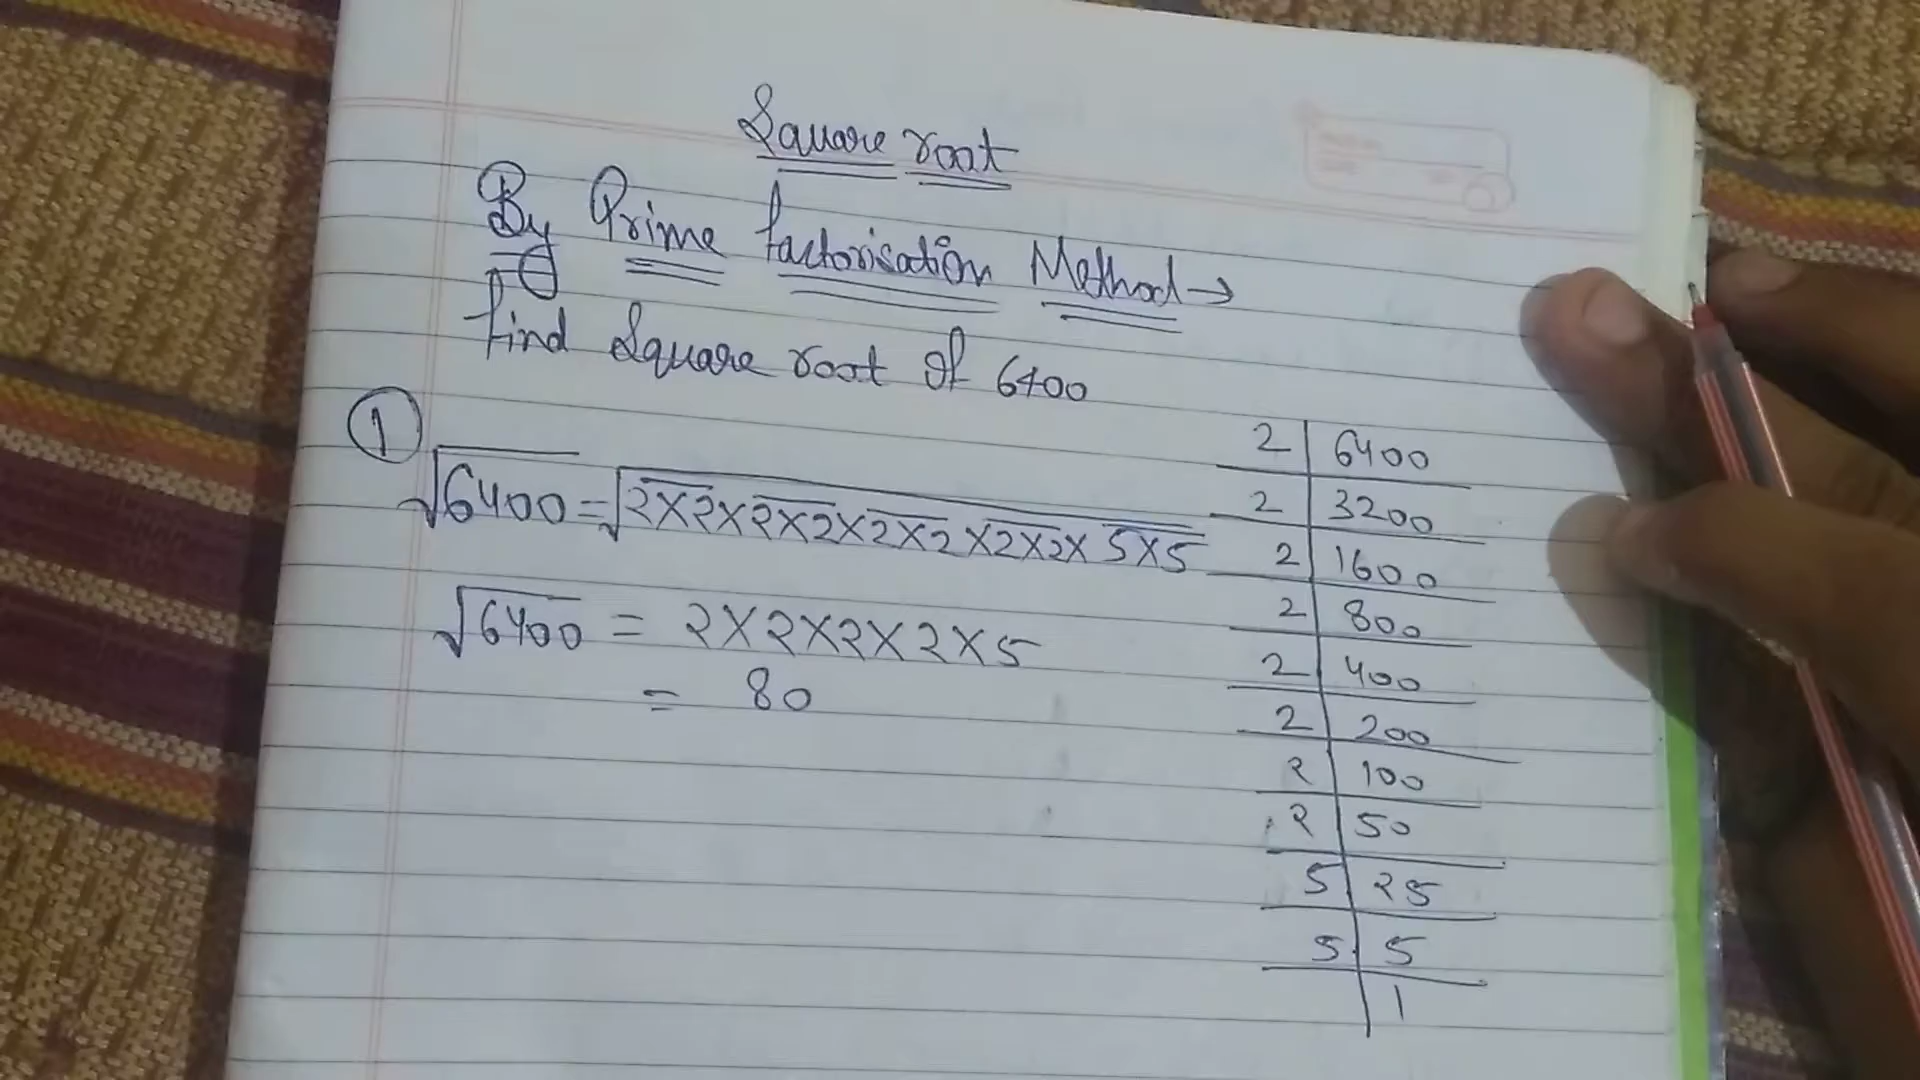 Square root
By Prime factorisation Method→
find Square root of 6400
1
√6400 = √2×2×2×2×2×2×2×2×5×5
√6400 = 2×2×2×2×5
= 80
2 | 6400
2 | 3200
2 | 1600
2 | 800
2 | 400
2 | 200
2 | 100
2 | 50
5 | 25
5 | 5
1